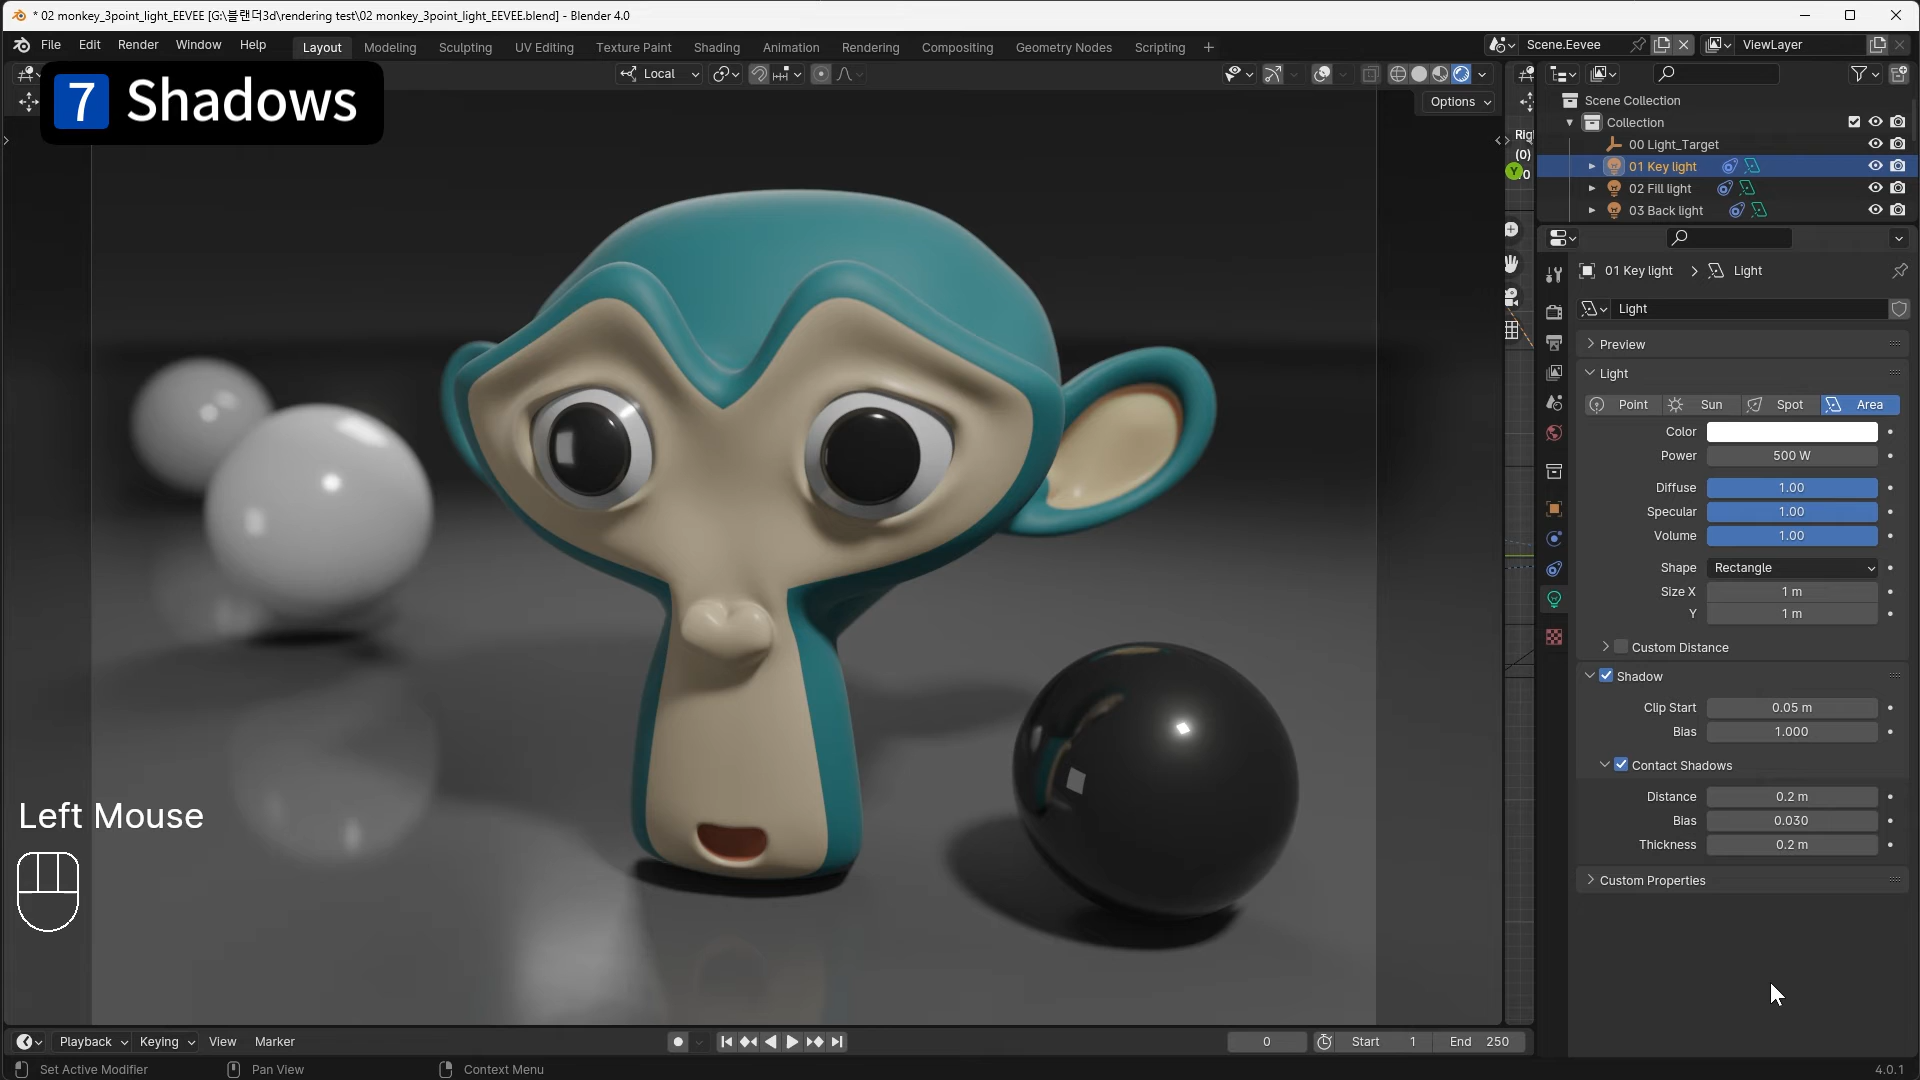 * 02 monkey_3point_light_EEVEE [G:\블랜더3d\rendering test\02 monkey_3point_light_EEVEE.blend] - Blender 4.0
File Edit Render Window Help Layout Modeling Sculpting UV Editing Texture Paint Shading Animation Rendering Compositing Geometry Nodes Scripting + Scene.Eevee ViewLayer
7 Shadows
Local
Options
Scene Collection
Collection
00 Light_Target
01 Key light
02 Fill light
03 Back light
(0)
Y
01 Key light > Light
Light
Preview
Light
Point Sun Spot Area
Color
Power 500 W
Diffuse 1.00
Specular 1.00
Volume 1.00
Shape Rectangle
Size X 1 m
Y 1 m
Custom Distance
Shadow
Clip Start 0.05 m
Bias 1.000
Contact Shadows
Distance 0.2 m
Bias 0.030
Thickness 0.2 m
Custom Properties
Left Mouse
Playback Keying View Marker 0 Start 1 End 250
Set Active Modifier Pan View Context Menu 4.0.1